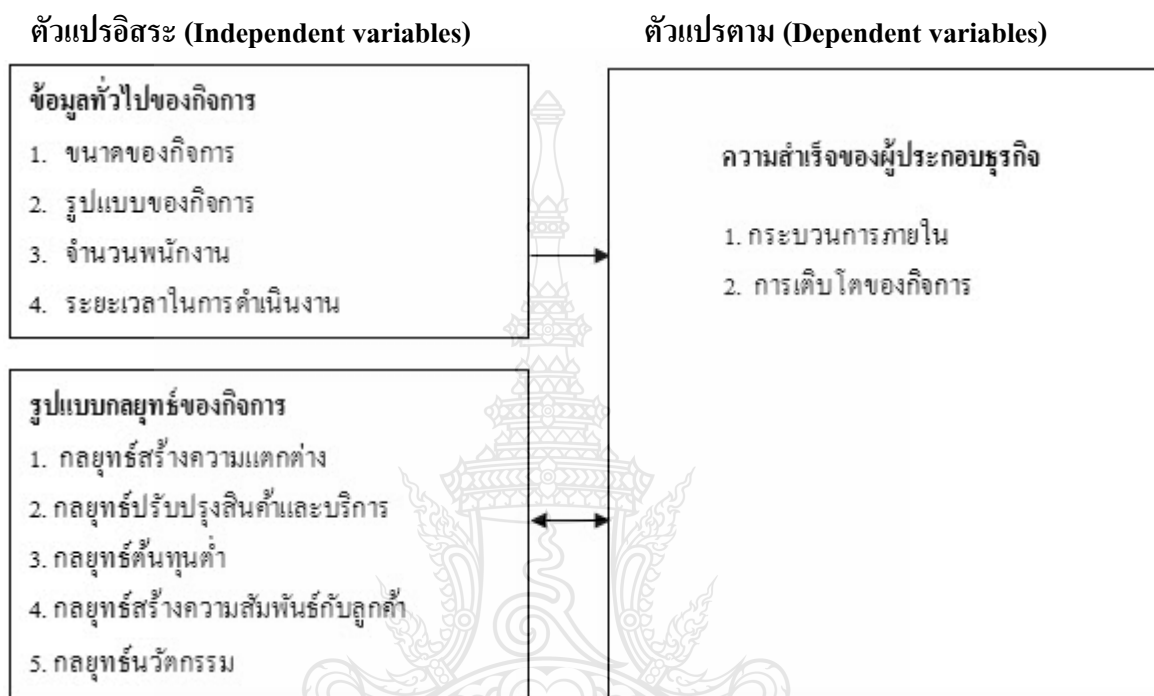 ตัวแปรอิสระ (Independent variables)
ตัวแปรตาม (Dependent variables)
ข้อมูลทั่วไปของกิจการ
1. ขนาดของกิจการ
2. รูปแบบของกิจการ
3. จำนวนพนักงาน
4. ระยะเวลาในการดำเนินงาน
รูปแบบกลยุทธ์ของกิจการ
1. กลยุทธ์สร้างความแตกต่าง
2. กลยุทธ์ปรับปรุงสินค้าและบริการ
3. กลยุทธ์ต้นทุนต่ำ
4. กลยุทธ์สร้างความสัมพันธ์กับลูกค้า
5. กลยุทธ์นวัตกรรม
ความสำเร็จของผู้ประกอบธุรกิจ
1. กระบวนการภายใน
2. การเติบโตของกิจการ